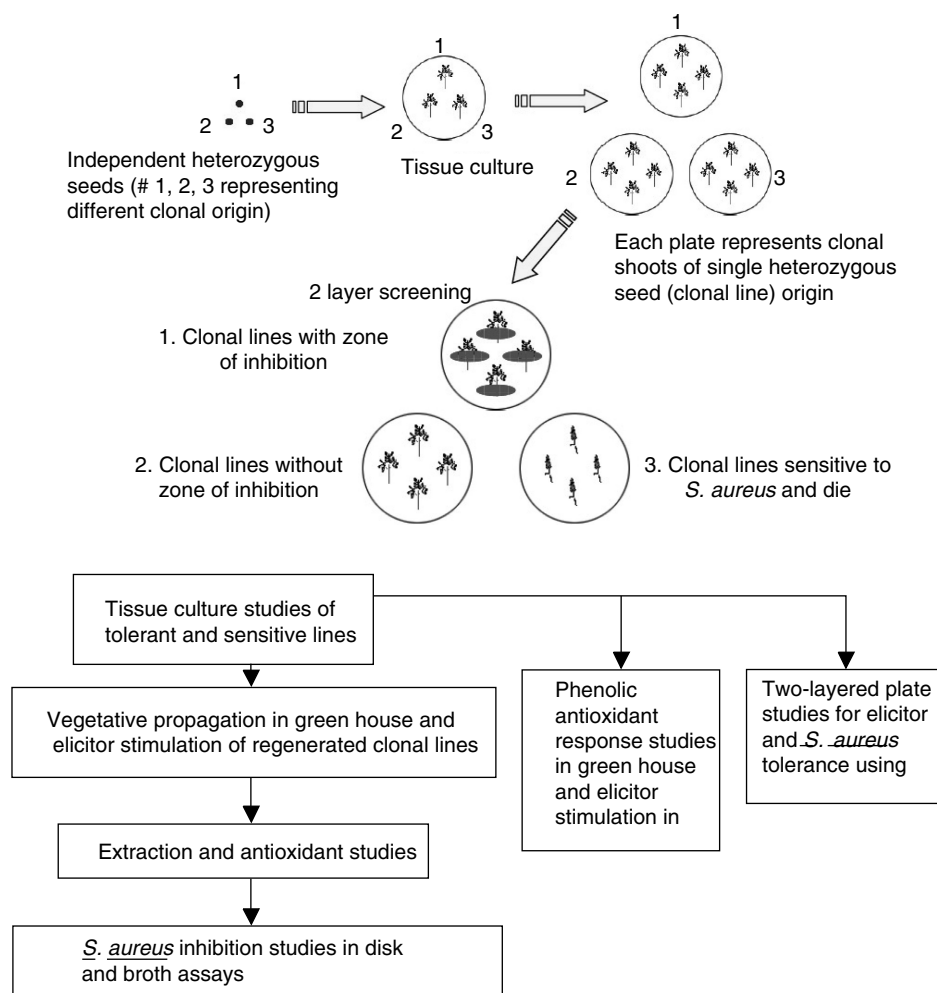 1
2
3
Independent heterozygous
seeds (# 1, 2, 3 representing
different clonal origin)
1
2
3
Tissue culture
1
2
3
Each plate represents clonal
shoots of single heterozygous
seed (clonal line) origin
2 layer screening
1. Clonal lines with zone
of inhibition
2. Clonal lines without
zone of inhibition
3. Clonal lines sensitive to
S. aureus and die
Tissue culture studies of
tolerant and sensitive lines
Vegetative propagation in green house and
elicitor stimulation of regenerated clonal lines
Extraction and antioxidant studies
S. aureus inhibition studies in disk
and broth assays
Phenolic
antioxidant
response studies
in green house
and elicitor
stimulation in
Two-layered plate
studies for elicitor
and S. aureus
tolerance using